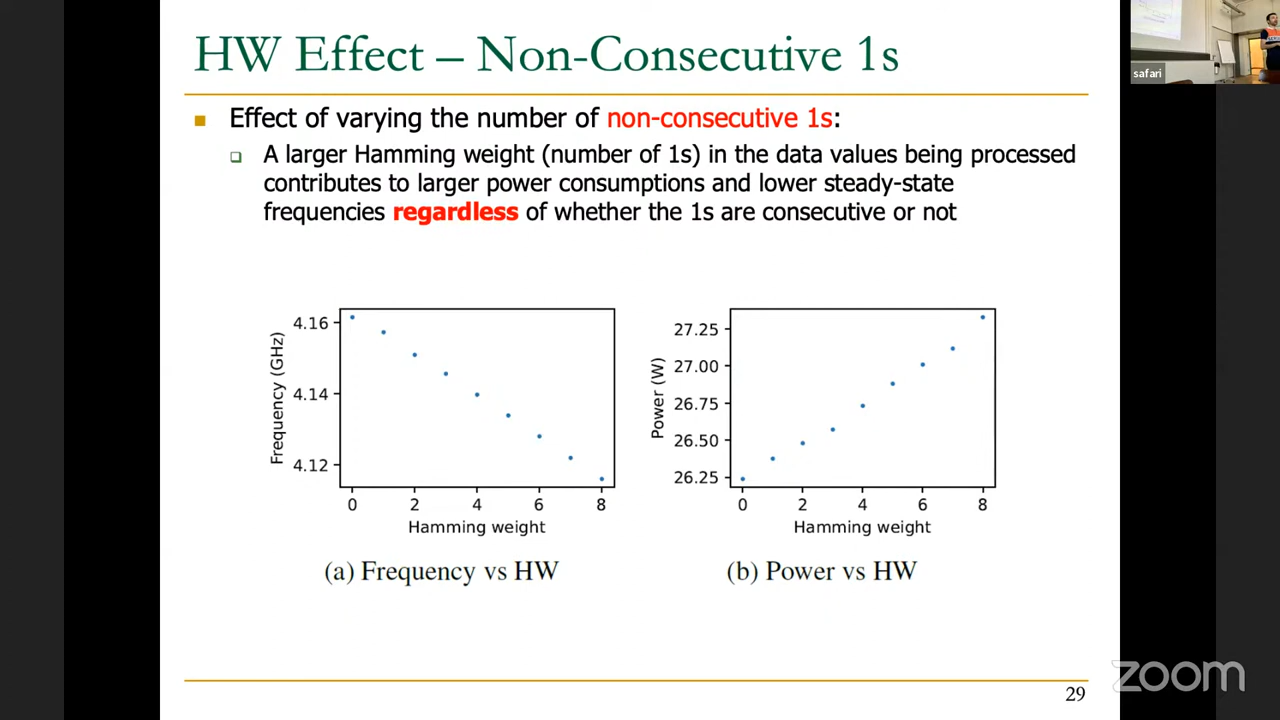 HW Effect – Non-Consecutive 1s
Effect of varying the number of non-consecutive 1s:
A larger Hamming weight (number of 1s) in the data values being processed
contributes to larger power consumptions and lower steady-state
frequencies regardless of whether the 1s are consecutive or not
4.16
4.14
4.12
Frequency (GHz)
0 2 4 6 8
Hamming weight
(a) Frequency vs HW
27.25
27.00
26.75
26.50
26.25
Power (W)
0 2 4 6 8
Hamming weight
(b) Power vs HW
29
safari
zoom